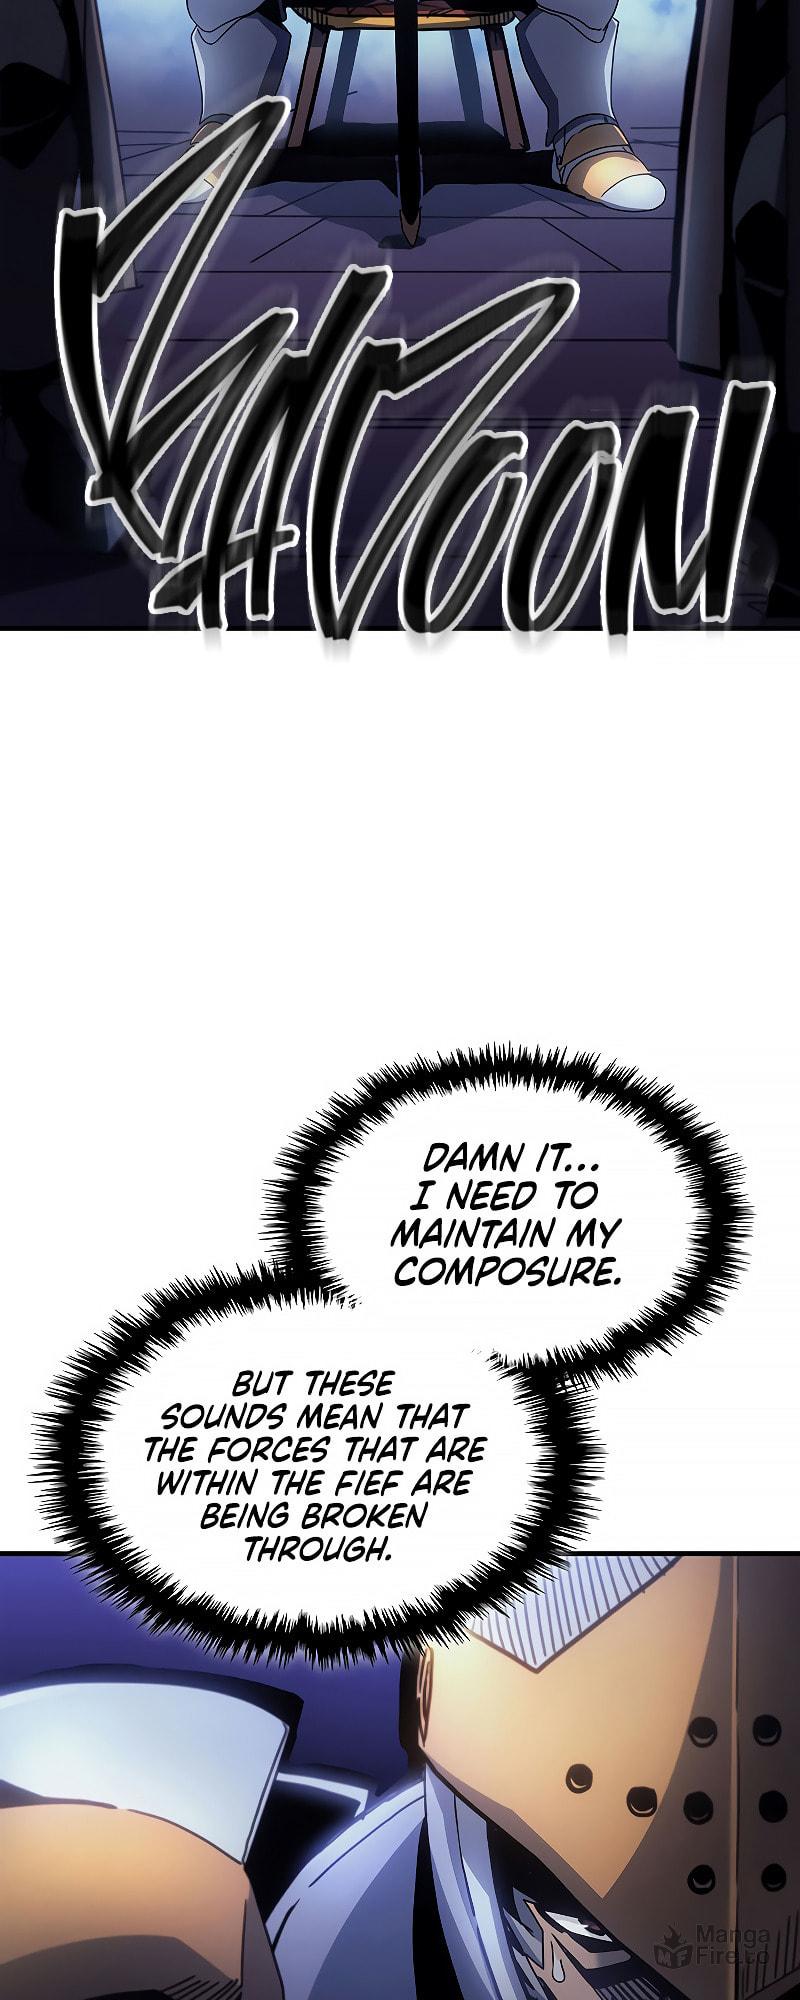 KABOOM
DAMN IT...
I NEED TO
MAINTAIN MY
COMPOSURE.
BUT THESE
SOUNDS MEAN THAT
THE FORCES THAT ARE
WITHIN THE FIEF ARE
BEING BROKEN
THROUGH.
Manga
Fire.to